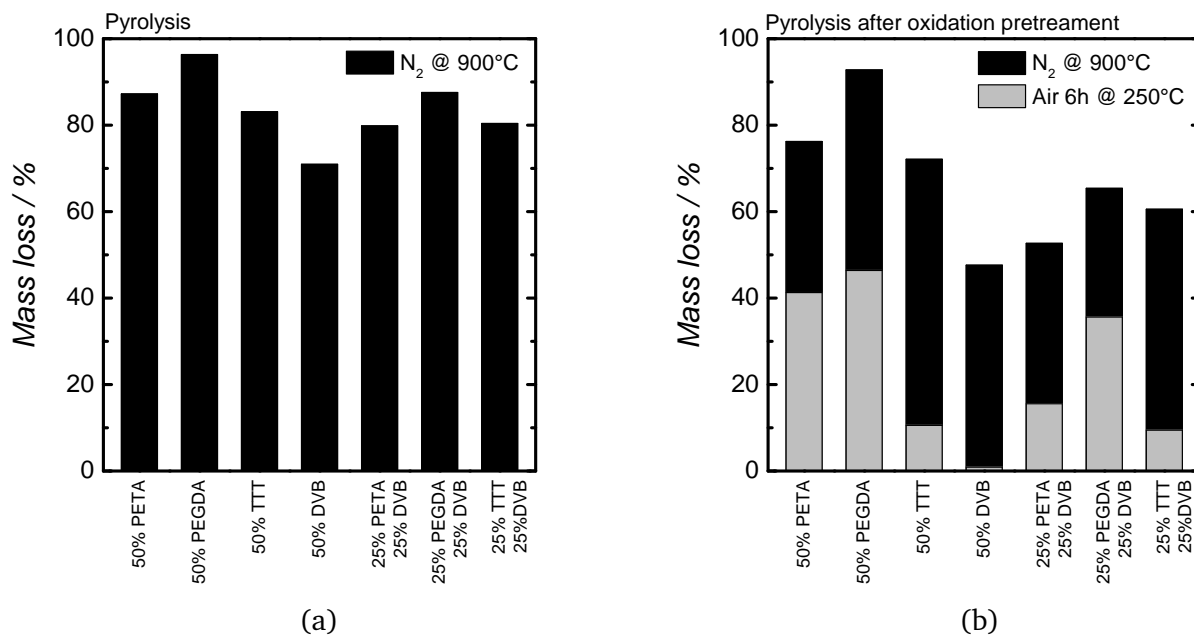 Pyrolysis
N2 @ 900°C
Mass loss / %
100
80
60
40
20
0
50% PETA
50% PEGDA
50% TTT
50% DVB
25% PETA
25% DVB
25% PEGDA
25% DVB
25% TTT
25%DVB
(a)
Pyrolysis after oxidation pretreament
N2 @ 900°C
Air 6h @ 250°C
Mass loss / %
100
80
60
40
20
0
50% PETA
50% PEGDA
50% TTT
50% DVB
25% PETA
25% DVB
25% PEGDA
25% DVB
25% TTT
25%DVB
(b)